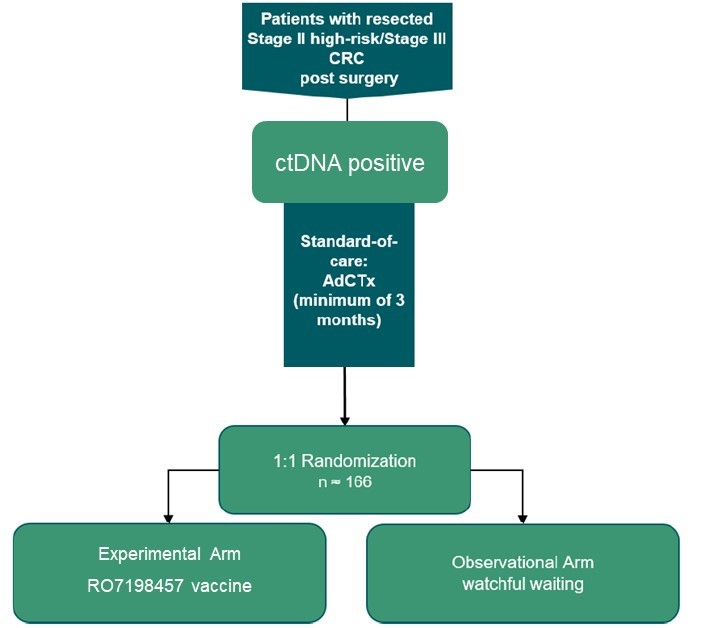 Patients with resected
Stage II high-risk/Stage III
CRC
post surgery
ctDNA positive
Standard-of-
care:
AdCTx
(minimum of 3
months)
1:1 Randomization
n ≈ 166
Experimental Arm
RO7198457 vaccine
Observational Arm
watchful waiting